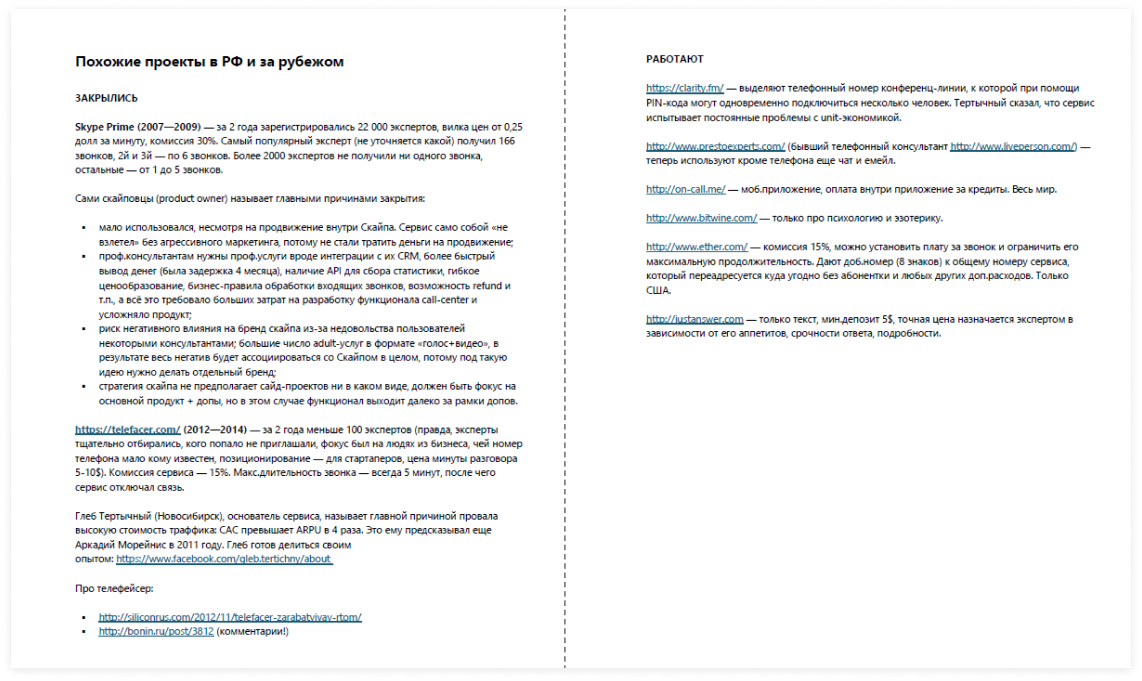 Похожие проекты в РФ и за рубежом
ЗАКРЫЛИСЬ
Skype Prime (2007—2009) — за 2 года зарегистрировались 22 000 экспертов, вилка цен от 0,25
долл за минуту, комиссия 30%. Самый популярный эксперт (не уточняется какой) получил 166
звонков, 2й и 3й — по 6 звонков. Более 2000 экспертов не получили ни одного звонка,
остальные — от 1 до 5 звонков.
Сами скайповцы (product owner) называет главными причинами закрытия:
▪ мало использовался, несмотря на продвижение внутри Скайпа. Сервис само собой «не
взлетел» без агрессивного маркетинга, потому не стали тратить деньги на продвижение;
▪ проф.консультантам нужны проф.услуги вроде интеграции с их CRM, более быстрый
вывод денег (была задержка 4 месяца), наличие API для сбора статистики, гибкое
ценообразование, бизнес-правила обработки входящих звонков, возможность refund и
т.п., а всё это требовало больших затрат на разработку функционала call-center и
усложняло продукт;
▪ риск негативного влияния на бренд скайпа из-за недовольства пользователей
некоторыми консультантами; большие число adult-услуг в формате «голос+видео», в
результате весь негатив будет ассоциироваться со Скайпом в целом, потому под такую
идею нужно делать отдельный бренд;
▪ стратегия скайпа не предполагает сайд-проектов ни в каком виде, должен быть фокус на
основной продукт + допы, но в этом случае функционал выходит далеко за рамки допов.
https://telefacer.com/ (2012—2014) — за 2 года меньше 100 экспертов (правда, эксперты
тщательно отбирались, кого попало не приглашали, фокус был на людях из бизнеса, чей номер
телефона мало кому известен, позиционирование — для стартаперов, цена минуты разговора
5-10$). Комиссия сервиса — 15%. Макс.длительность звонка — всегда 5 минут, после чего
сервис отключал связь.
Глеб Тертычный (Новосибирск), основатель сервиса, называет главной причиной провала
высокую стоимость траффика: CAC превышает ARPU в 4 раза. Это ему предсказывал еще
Аркадий Морейнис в 2011 году. Глеб готов делиться своим
опытом: https://www.facebook.com/gleb.tertichny/about
Про телефейсер:
▪ http://siliconrus.com/2012/11/telefacer-zarabatyivay-rtom/
▪ http://bonin.ru/post/3812 (комментарии!)
РАБОТАЮТ
https://clarity.fm/ — выделяют телефонный номер конференц-линии, к которой при помощи
PIN-кода могут одновременно подключиться несколько человек. Тертычный сказал, что сервис
испытывает постоянные проблемы с unit-экономикой.
http://www.prestoexperts.com/ (бывший телефонный консультант http://www.liveperson.com/) —
теперь используют кроме телефона еще чат и емейл.
http://on-call.me/ — моб.приложение, оплата внутри приложение за кредиты. Весь мир.
http://www.bitwine.com/ — только про психологию и эзотерику.
http://www.ether.com/ — комиссия 15%, можно установить плату за звонок и ограничить его
максимальную продолжительность. Дают доб.номер (8 знаков) к общему номеру сервиса,
который переадресуется куда угодно без абонентки и любых других доп.расходов. Только
США.
http://justanswer.com — только текст, мин.депозит 5$, точная цена назначается экспертом в
зависимости от его аппетитов, срочности ответа, подробности.